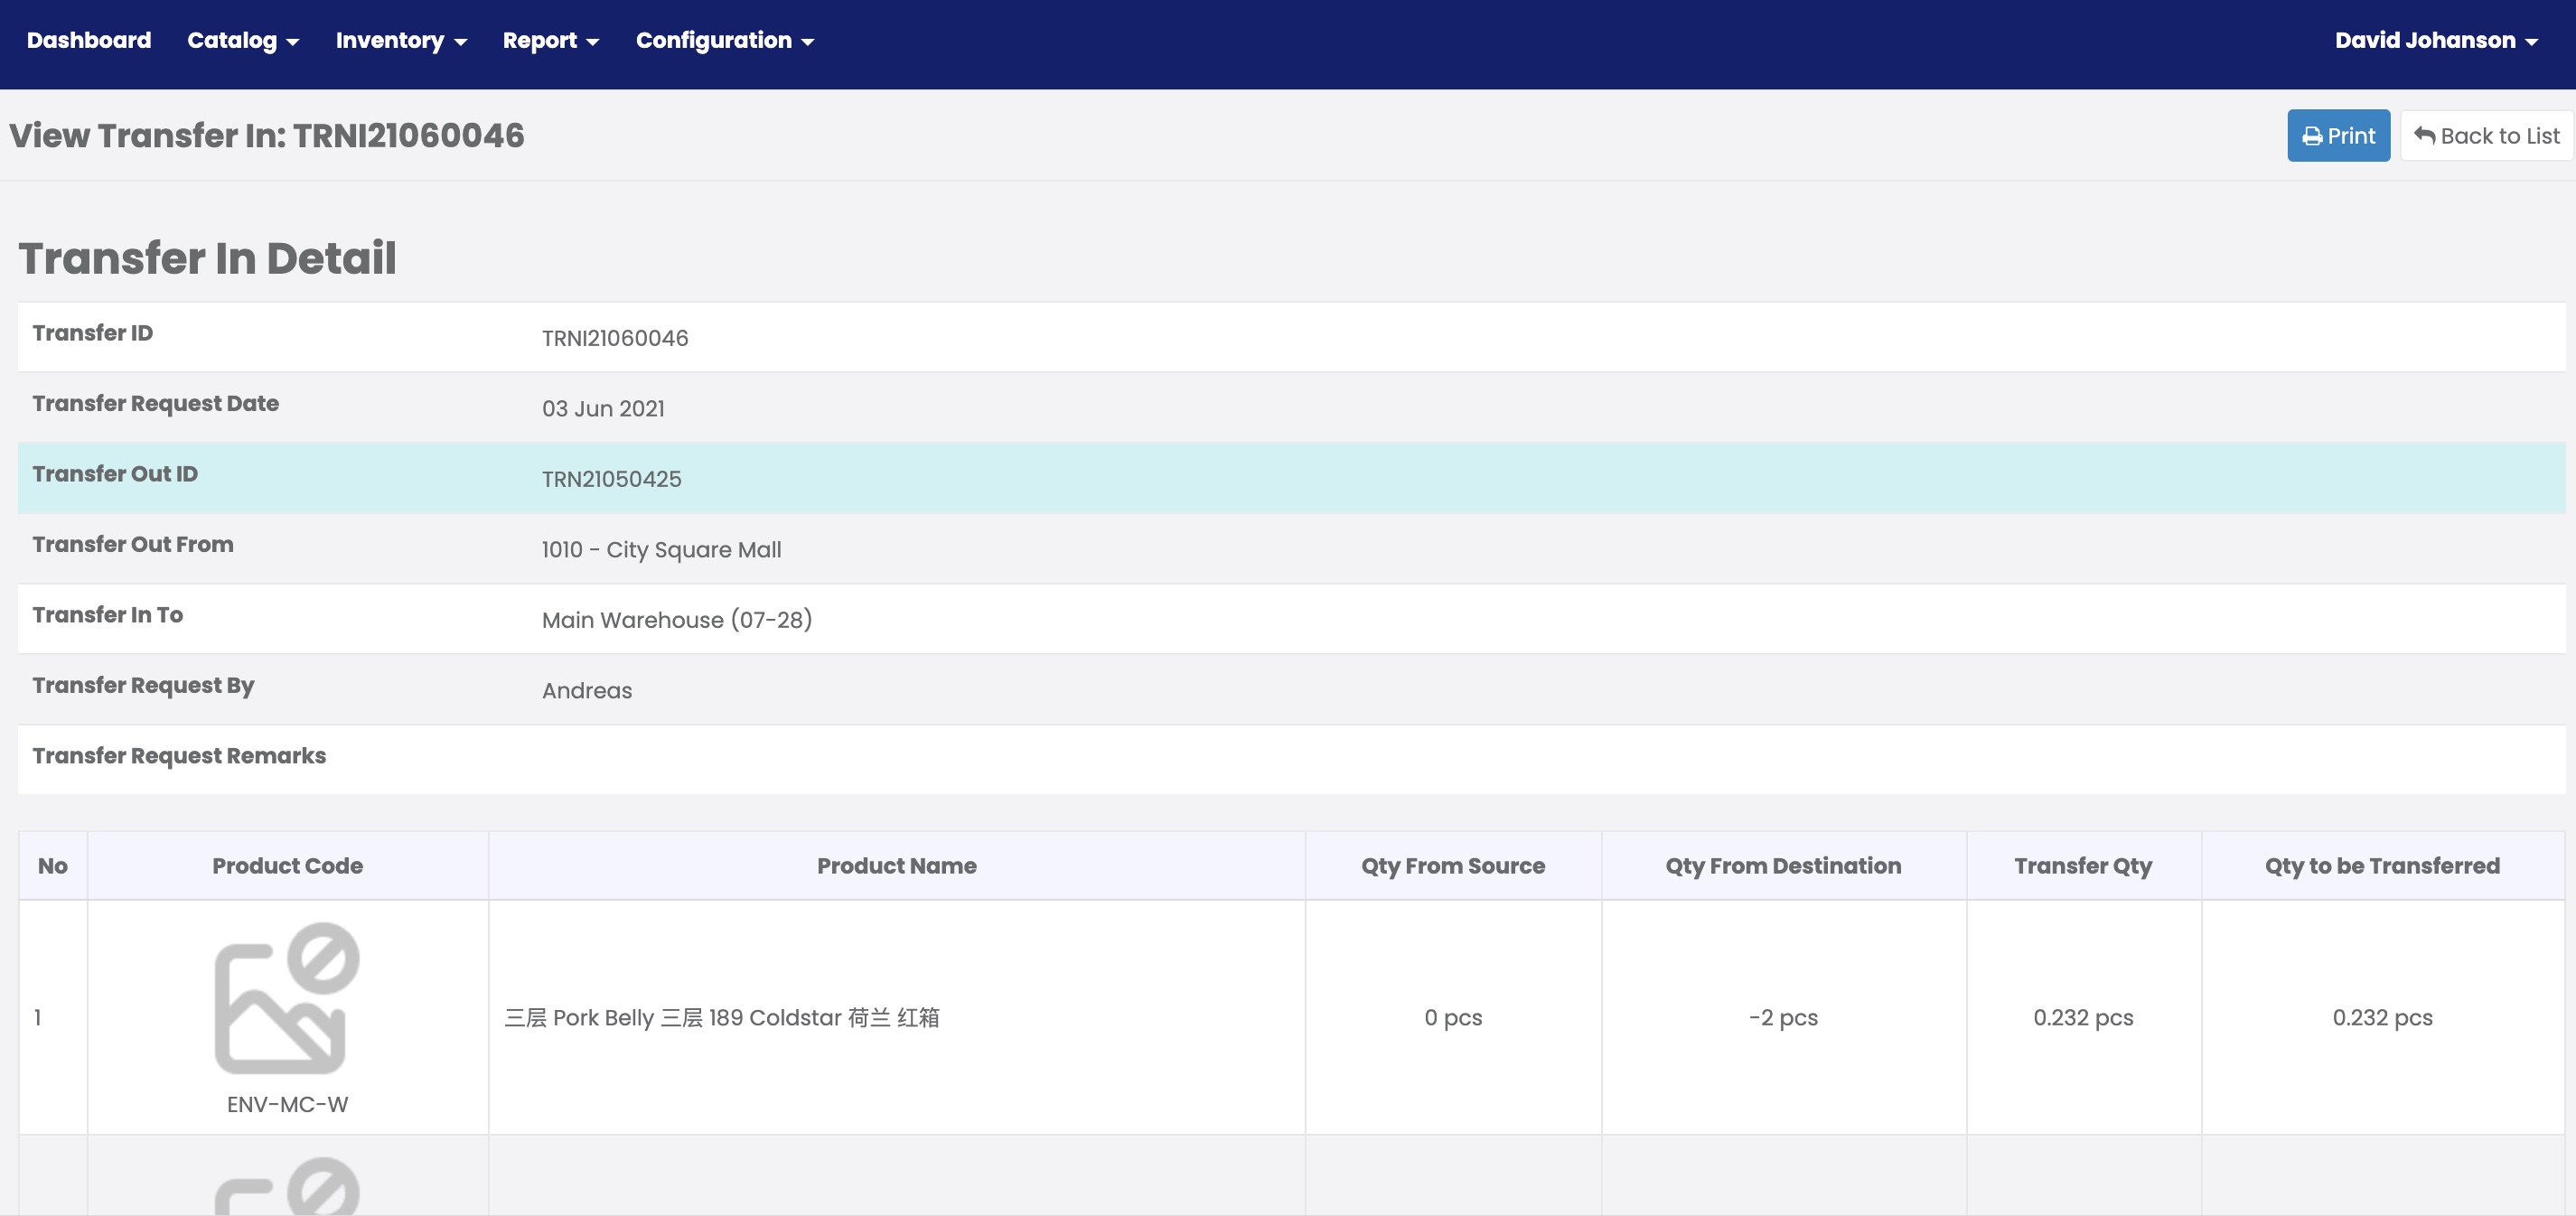 Dashboard Catalog Inventory Report Configuration David Johanson
View Transfer In: TRNI21060046 Print Back to List
Transfer In Detail
Transfer ID TRNI21060046
Transfer Request Date 03 Jun 2021
Transfer Out ID TRN21050425
Transfer Out From 1010 - City Square Mall
Transfer In To Main Warehouse (07-28)
Transfer Request By Andreas
Transfer Request Remarks
No Product Code Product Name Qty From Source Qty From Destination Transfer Qty Qty to be Transferred
1 三层 Pork Belly 三层 189 Coldstar 荷兰 红箱 0 pcs -2 pcs 0.232 pcs 0.232 pcs
ENV-MC-W